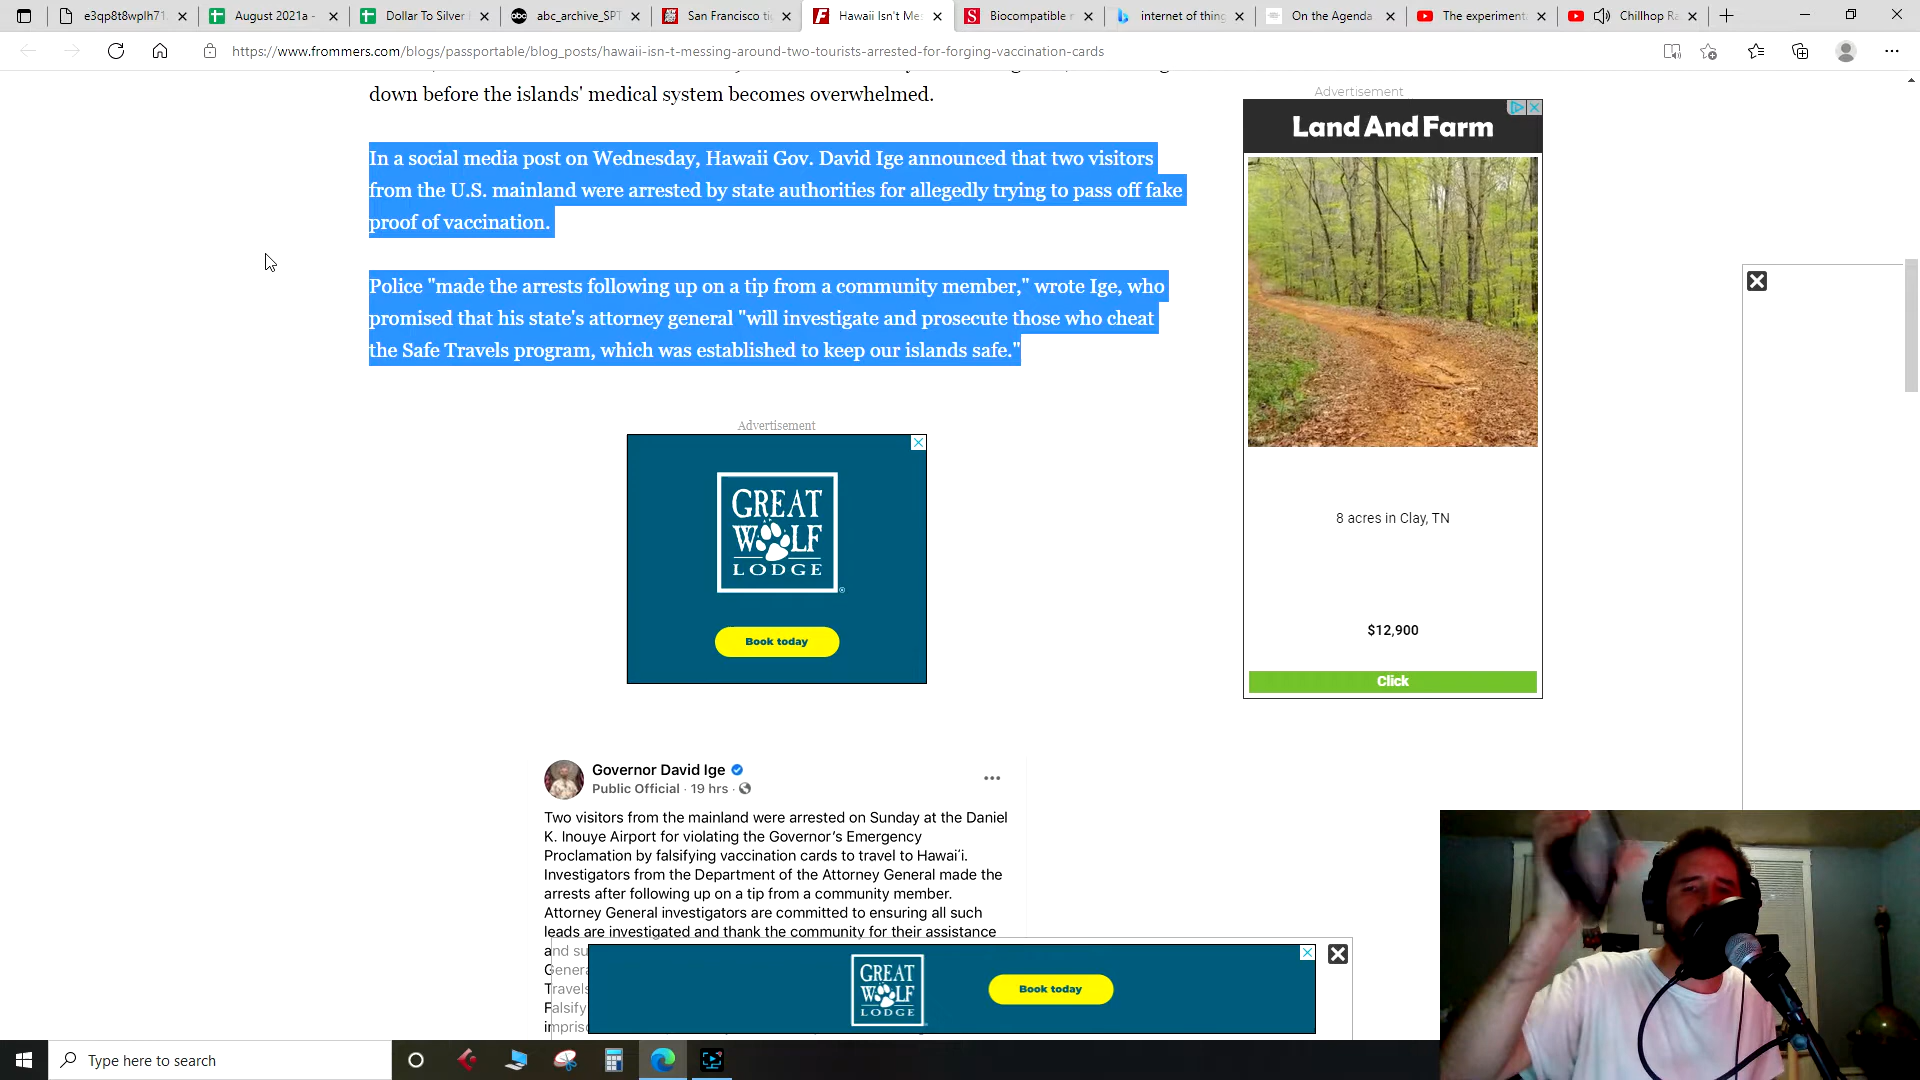 e3qp8t8wplh71
August 2021a -
Dollar To Silver
abc
abc_archive_SPT
San Francisco
Hawaii Isn't Me
Biocompatible
internet of thing
On the Agenda
The experiment
Chillhop Ra
https://www.frommers.com/blogs/passportable/blog_posts/hawaii-isn-t-messing-around-two-tourists-arrested-for-forging-vaccination-cards
down before the islands' medical system becomes overwhelmed.
In a social media post on Wednesday, Hawaii Gov. David Ige announced that two visitors
from the U.S. mainland were arrested by state authorities for allegedly trying to pass off fake
proof of vaccination.
Police "made the arrests following up on a tip from a community member," wrote Ige, who
promised that his state's attorney general "will investigate and prosecute those who cheat
the Safe Travels program, which was established to keep our islands safe."
Advertisement
GREAT
WOLF
LODGE
Book today
Advertisement
Land And Farm
8 acres in Clay, TN
$12,900
Click
Governor David Ige
Public Official · 19 hrs ·
Two visitors from the mainland were arrested on Sunday at the Daniel
K. Inouye Airport for violating the Governor's Emergency
Proclamation by falsifying vaccination cards to travel to Hawaiʻi.
Investigators from the Department of the Attorney General made the
arrests after following up on a tip from a community member.
Attorney General investigators are committed to ensuring all such
leads are investigated and thank the community for their assistance
and su
Genera
Travels
Falsify
impris
GREAT
WOLF
LODGE
Book today
Type here to search